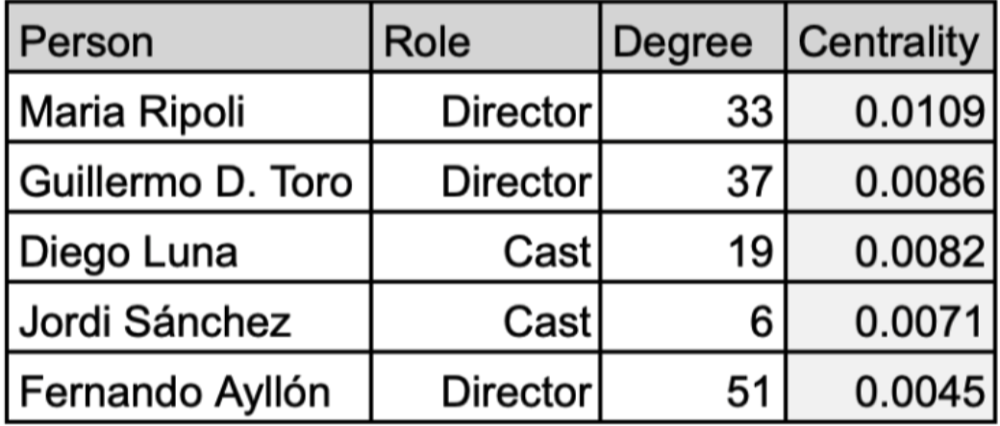 Person Role Degree Centrality
Maria Ripoli Director 33 0.0109
Guillermo D. Toro Director 37 0.0086
Diego Luna Cast 19 0.0082
Jordi Sánchez Cast 6 0.0071
Fernando Ayllón Director 51 0.0045